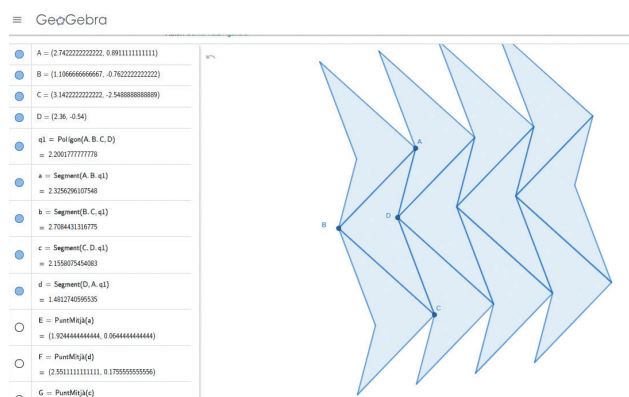 GeoGebra
A = (2.7422222222222, 0.8911111111111)
B = (1.1066666666667, -0.7622222222222)
C = (3.1422222222222, -2.5488888888889)
D = (2.36, -0.54)
q1 = Polígon(A, B, C, D)
= 2.2001777777778
a = Segment(A, B, q1)
= 2.3256296107548
b = Segment(B, C, q1)
= 2.7084431316775
c = Segment(C, D, q1)
= 2.1558075454083
d = Segment(D, A, q1)
= 1.4812740595535
E = PuntMitjà(a)
= (1.9244444444444, 0.0644444444444)
F = PuntMitjà(d)
= (2.5511111111111, 0.1755555555556)
G = PuntMitjà(c)
A
B
D
C